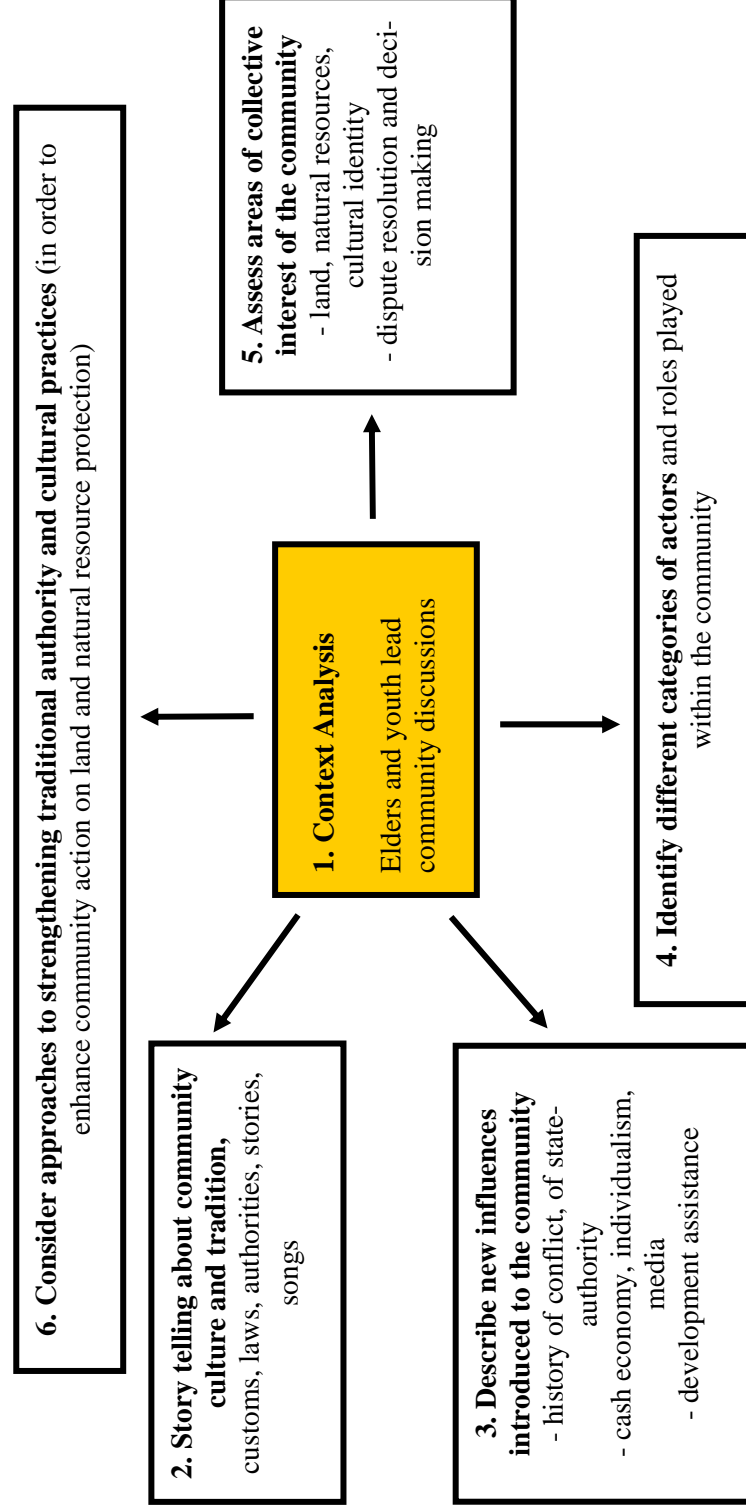 6. Consider approaches to strengthening traditional authority and cultural practices (in order to
enhance community action on land and natural resource protection)
2. Story telling about community
culture and tradition,
customs, laws, authorities, stories,
songs
1. Context Analysis
Elders and youth lead
community discussions
5. Assess areas of collective
interest of the community
- land, natural resources,
cultural identity
- dispute resolution and deci-
sion making
3. Describe new influences
introduced to the community
- history of conflict, of state-
authority
- cash economy, individualism,
media
- development assistance
4. Identify different categories of actors and roles played
within the community